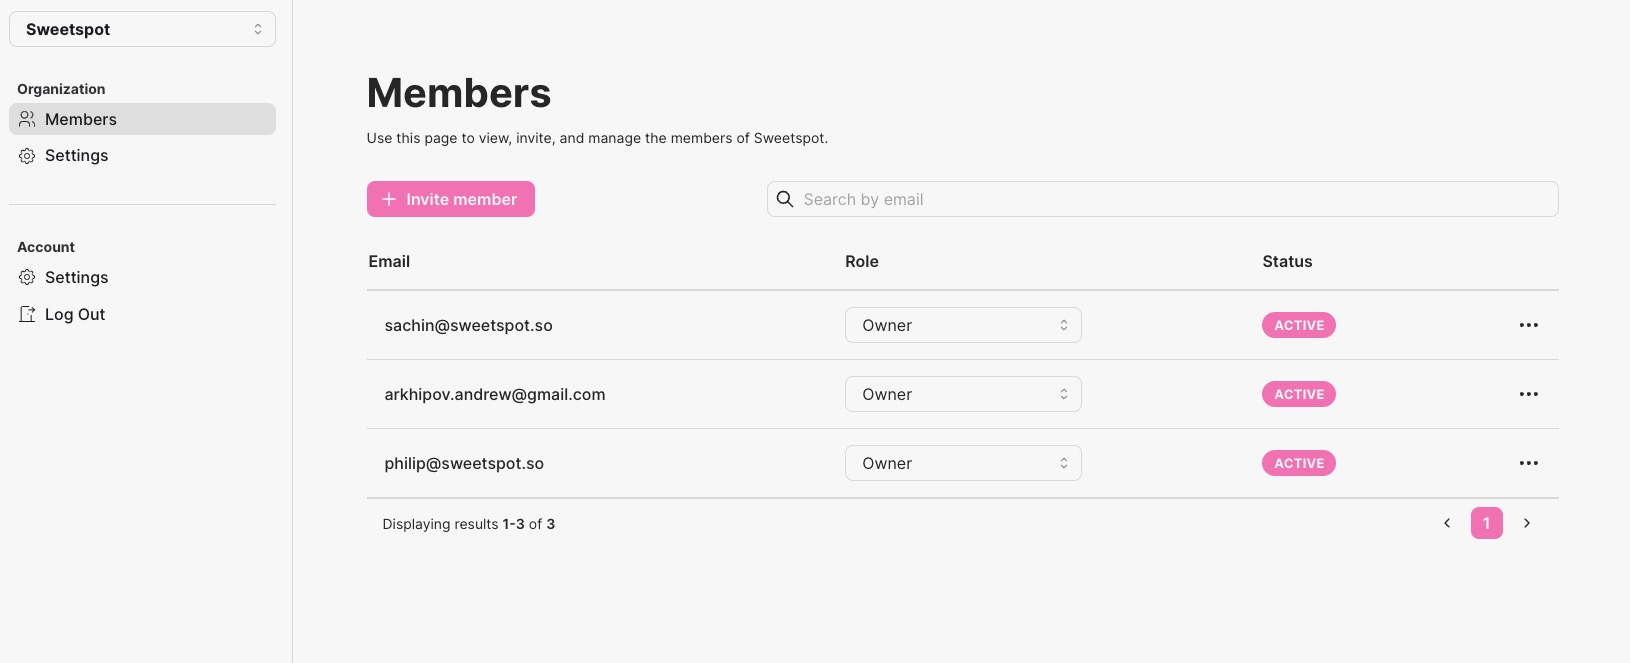 Sweetspot
Organization
Members
Settings
Account
Settings
Log Out
Members
Use this page to view, invite, and manage the members of Sweetspot.
Invite member
Search by email
Email Role Status
sachin@sweetspot.so Owner ACTIVE
arkhipov.andrew@gmail.com Owner ACTIVE
philip@sweetspot.so Owner ACTIVE
Displaying results 1-3 of 3
1